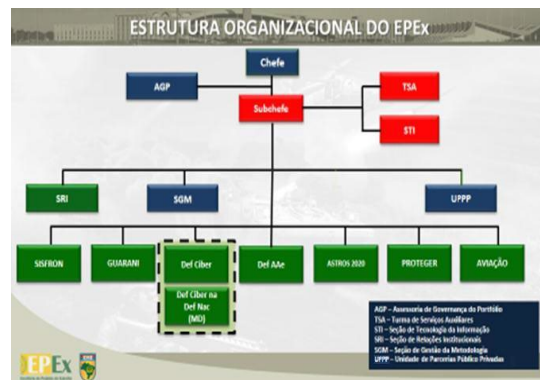 ESTRUTURA ORGANIZACIONAL DO EPEx
Chefe
AGP
TSA
Subchefe
STI
SRI
SGM
UPPP
SISFRON
GUARANI
Def Ciber
Def AAe
ASTROS 2020
PROTEGER
AVIAÇÃO
Def Ciber na
Def Nac
(MD)
AGP – Assessoria de Governança do Portfólio
TSA – Turma de Serviços Auxiliares
STI – Seção de Tecnologia da Informação
SRI – Seção de Relações Institucionais
SGM – Seção de Gestão da Metodologia
UPPP – Unidade de Parcerias Público Privadas
EPEx